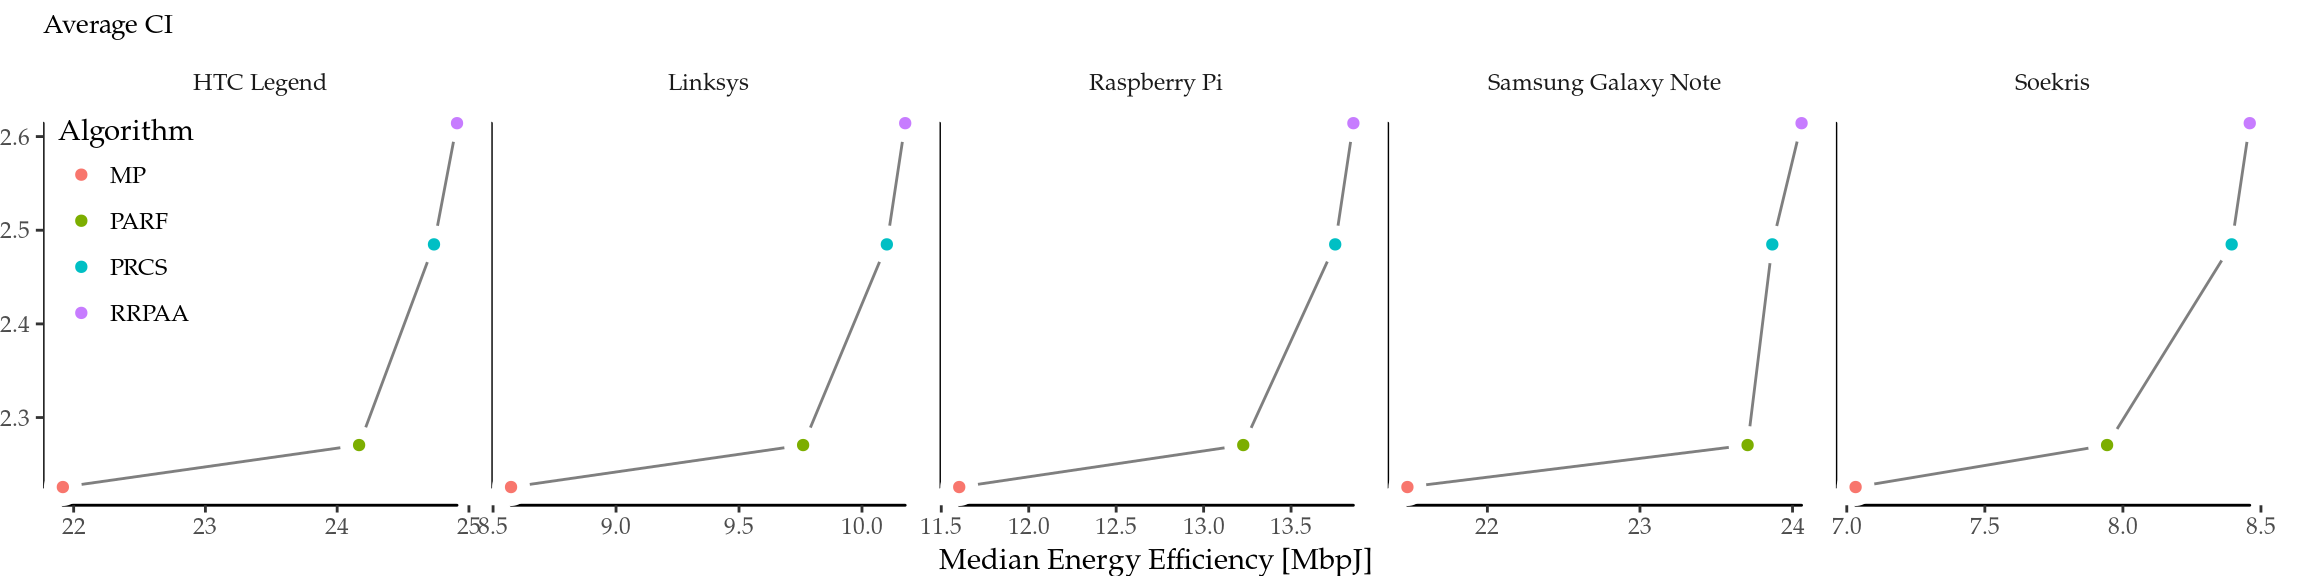 Average CI
HTC Legend Linksys Raspberry Pi Samsung Galaxy Note Soekris
Algorithm
MP
PARF
PRCS
RRPAA
2.6
2.5
2.4
2.3
22 23 24 25 8.5 9.0 9.5 10.0 11.5 12.0 12.5 13.0 13.5 22 23 24 7.0 7.5 8.0 8.5
Median Energy Efficiency [MbpJ]